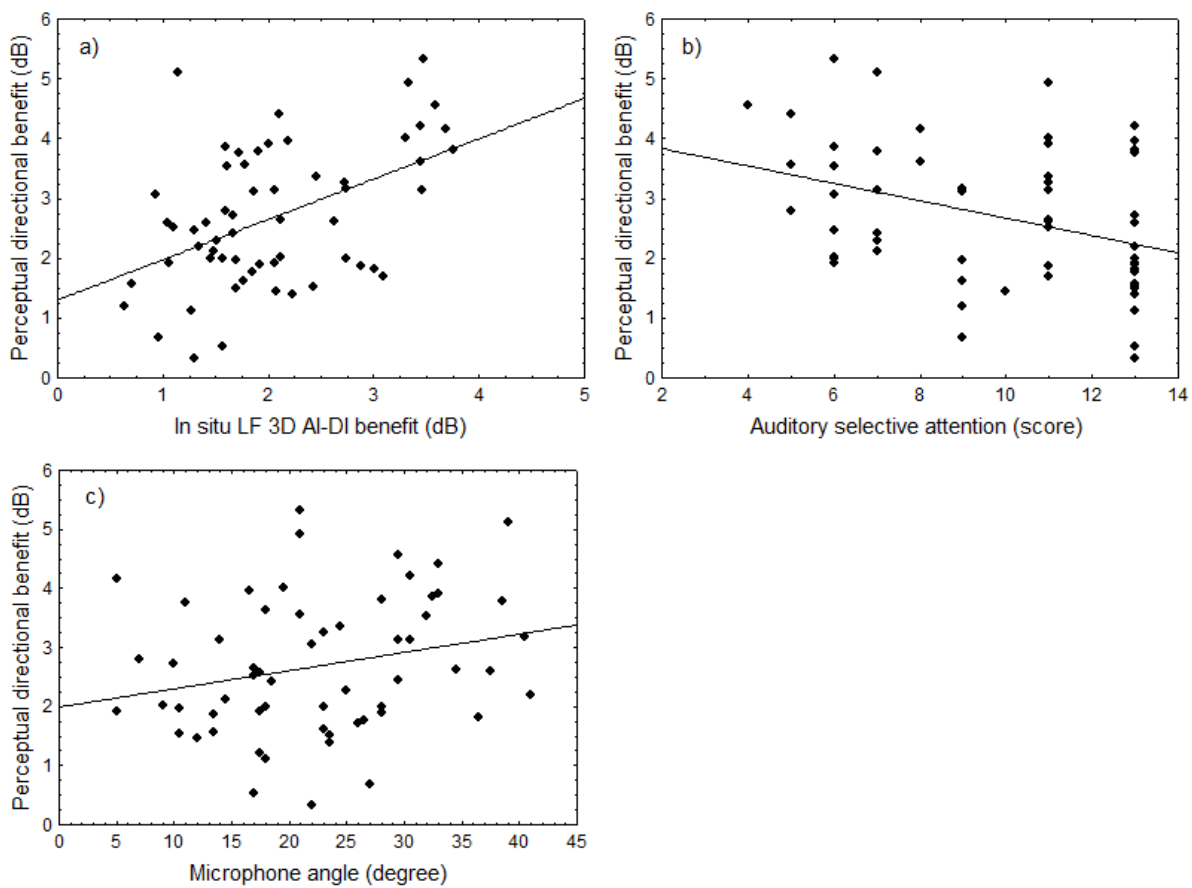 a)
Perceptual directional benefit (dB)
6
5
4
3
2
1
0
0 1 2 3 4 5
In situ LF 3D AI-DI benefit (dB)
b)
Perceptual directional benefit (dB)
6
5
4
3
2
1
0
2 4 6 8 10 12 14
Auditory selective attention (score)
c)
Perceptual directional benefit (dB)
6
5
4
3
2
1
0
0 5 10 15 20 25 30 35 40 45
Microphone angle (degree)